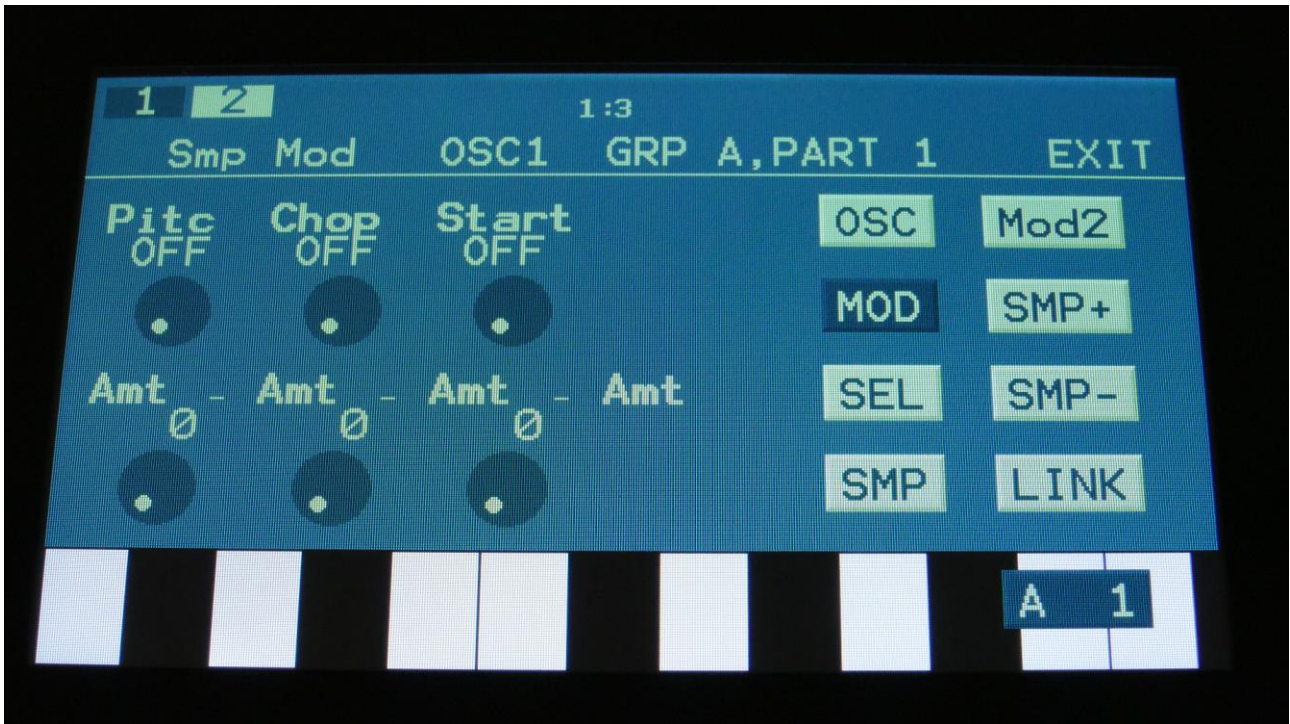 1 2 1:3
Smp Mod OSC1 GRP A,PART 1 EXIT
Pitc Chop Start OSC Mod2
OFF OFF OFF
MOD SMP+
Amt - Amt - Amt - Amt SEL SMP-
0 0 0
SMP LINK
A 1